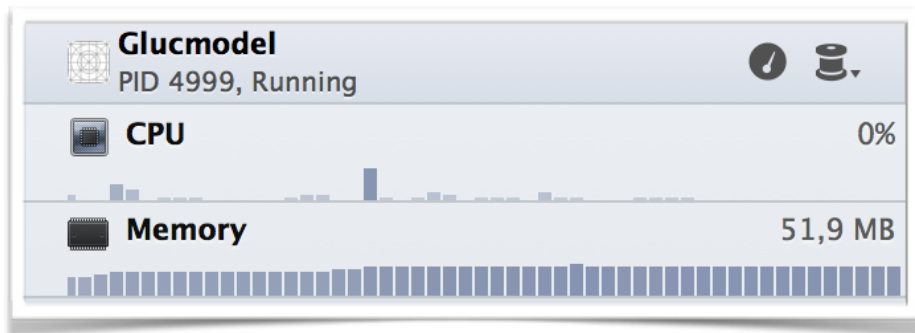 Glucmodel
PID 4999, Running
CPU
0%
Memory
51,9 MB